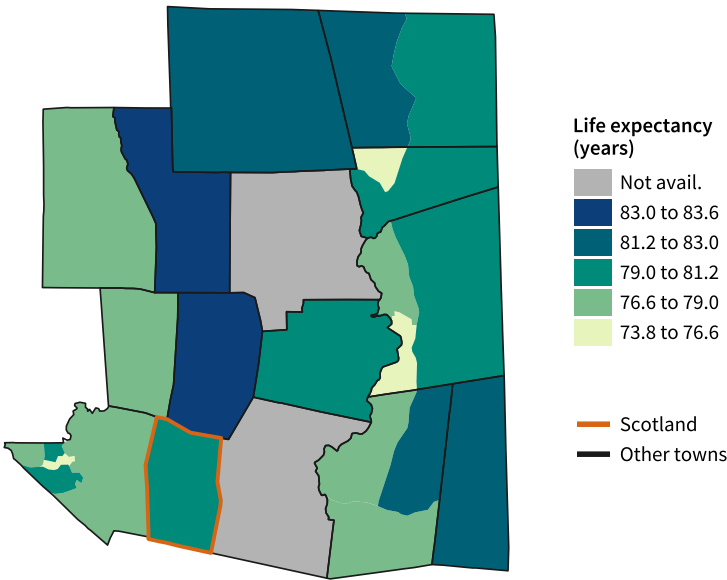 Life expectancy
(years)
Not avail.
83.0 to 83.6
81.2 to 83.0
79.0 to 81.2
76.6 to 79.0
73.8 to 76.6
Scotland
Other towns